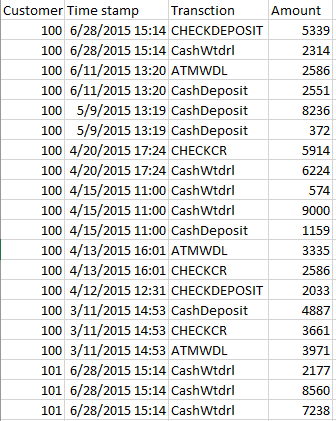 Customer Time stamp Transction Amount
100 6/28/2015 15:14 CHECKDEPOSIT 5339
100 6/28/2015 15:14 CashWtdrl 2314
100 6/11/2015 13:20 ATMWDL 2586
100 6/11/2015 13:20 CashDeposit 2551
100 5/9/2015 13:19 CashDeposit 8236
100 5/9/2015 13:19 CashDeposit 372
100 4/20/2015 17:24 CHECKCR 5914
100 4/20/2015 17:24 CashWtdrl 6224
100 4/15/2015 11:00 CashWtdrl 574
100 4/15/2015 11:00 CashWtdrl 9000
100 4/15/2015 11:00 CashDeposit 1159
100 4/13/2015 16:01 ATMWDL 3335
100 4/13/2015 16:01 CHECKCR 2586
100 4/12/2015 12:31 CHECKDEPOSIT 2033
100 3/11/2015 14:53 CashDeposit 4887
100 3/11/2015 14:53 CHECKCR 3661
100 3/11/2015 14:53 ATMWDL 3971
101 6/28/2015 15:14 CashWtdrl 2177
101 6/28/2015 15:14 CashWtdrl 8560
101 6/28/2015 15:14 CashWtdrl 7238